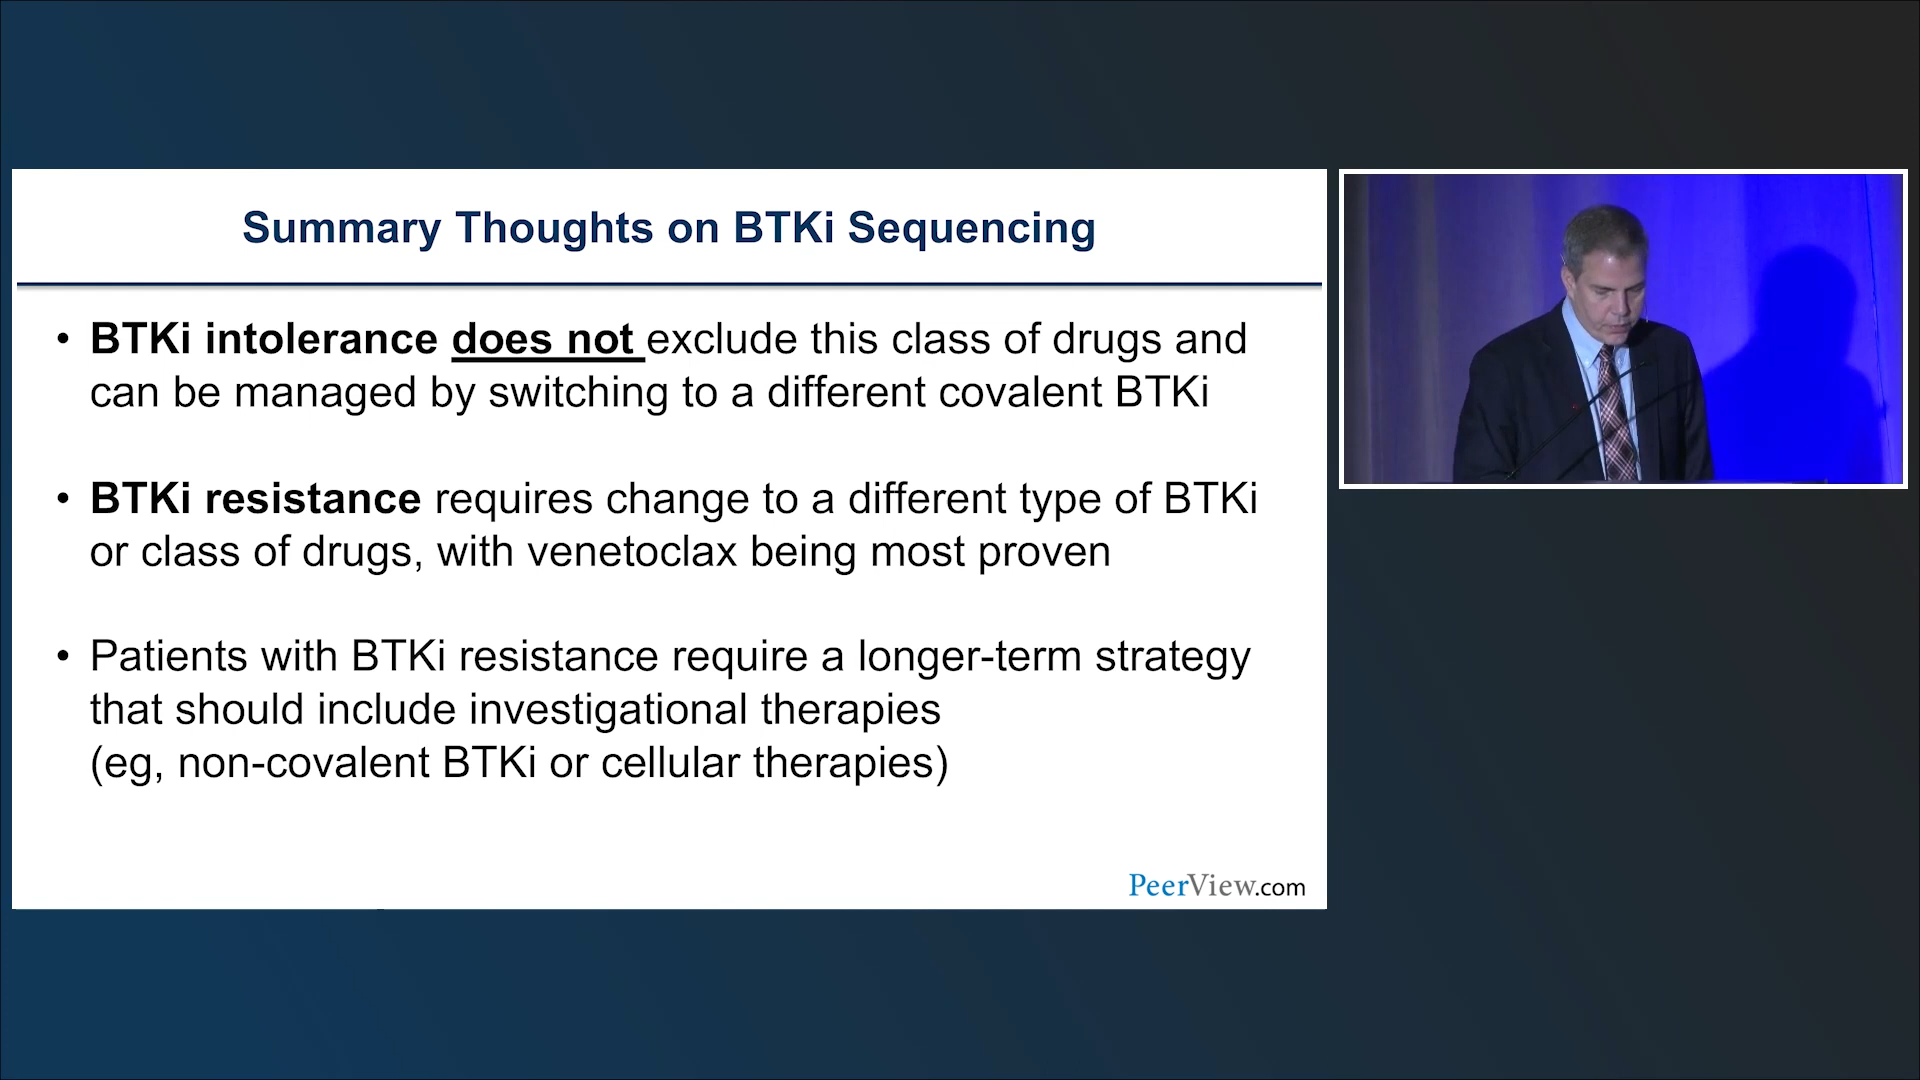 Summary Thoughts on BTKi Sequencing
• BTKi intolerance does not exclude this class of drugs and
can be managed by switching to a different covalent BTKi
• BTKi resistance requires change to a different type of BTKi
or class of drugs, with venetoclax being most proven
• Patients with BTKi resistance require a longer-term strategy
that should include investigational therapies
(eg, non-covalent BTKi or cellular therapies)
PeerView.com